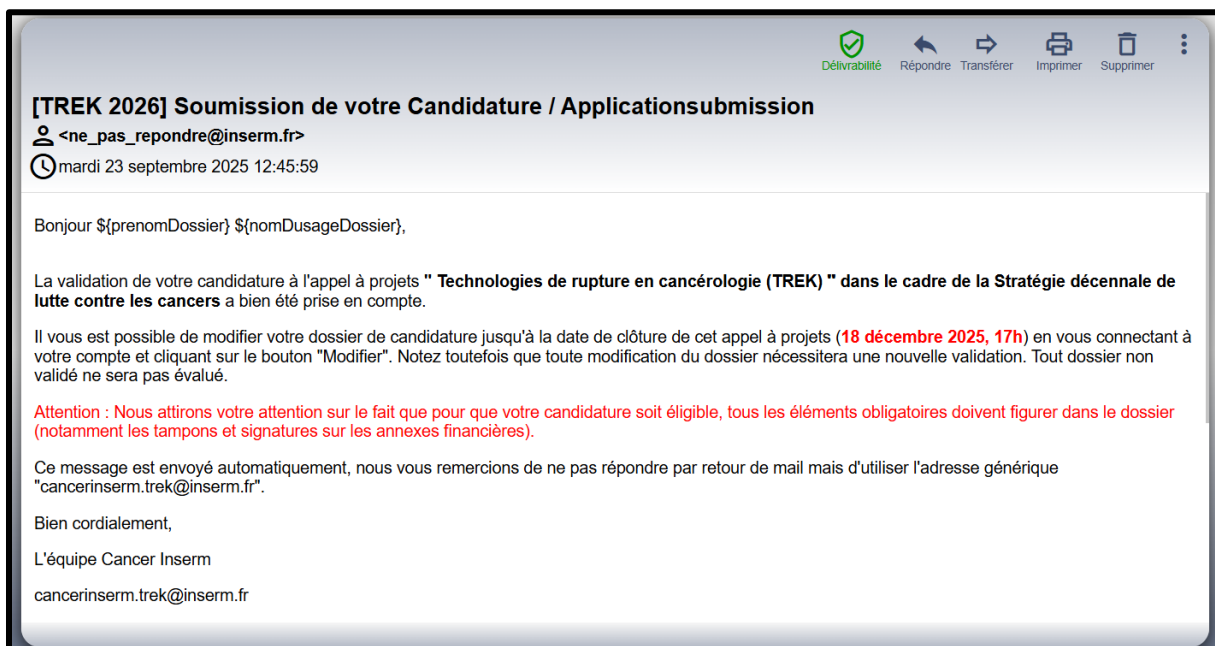 Délivrabilité Répondre Transférer Imprimer Supprimer
[TREK 2026] Soumission de votre Candidature / Applicationsubmission
<ne_pas_repondre@inserm.fr>
mardi 23 septembre 2025 12:45:59
Bonjour ${prenomDossier} ${nomDusageDossier},
La validation de votre candidature à l'appel à projets " Technologies de rupture en cancérologie (TREK) " dans le cadre de la Stratégie décennale de
lutte contre les cancers a bien été prise en compte.
Il vous est possible de modifier votre dossier de candidature jusqu'à la date de clôture de cet appel à projets (18 décembre 2025, 17h) en vous connectant à
votre compte et cliquant sur le bouton "Modifier". Notez toutefois que toute modification du dossier nécessitera une nouvelle validation. Tout dossier non
validé ne sera pas évalué.
Attention : Nous attirons votre attention sur le fait que pour que votre candidature soit éligible, tous les éléments obligatoires doivent figurer dans le dossier
(notamment les tampons et signatures sur les annexes financières).
Ce message est envoyé automatiquement, nous vous remercions de ne pas répondre par retour de mail mais d'utiliser l'adresse générique
"cancerinserm.trek@inserm.fr".
Bien cordialement,
L'équipe Cancer Inserm
cancerinserm.trek@inserm.fr